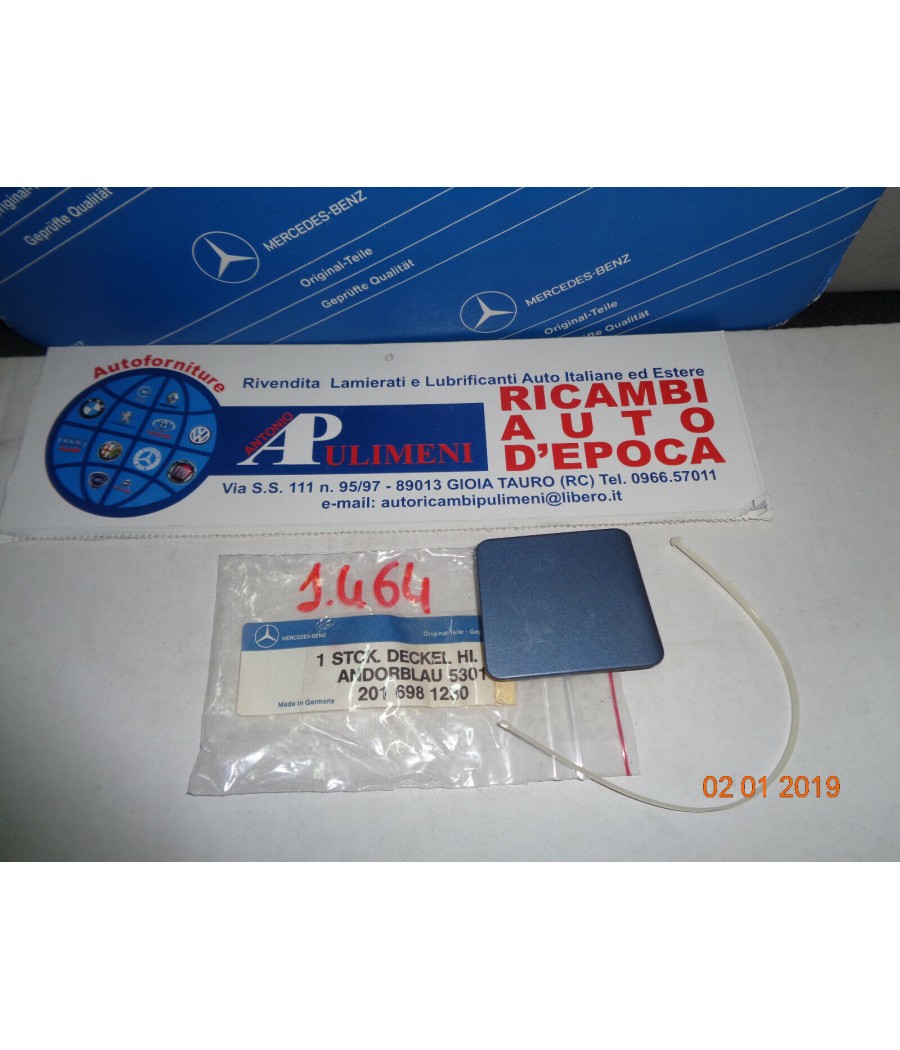 Original-Teile
Geprüfte Qualität
MERCEDES-BENZ
Original-Teile
Geprüfte Qualität
MERCEDES-BENZ
Original-Teile
Geprüfte Qualität
Autoforniture
Rivendita Lamierati e Lubrificanti Auto Italiane ed Estere
ANTONIO
APULIMENI
RICAMBI
AUTO
D'EPOCA
Via S.S. 111 n. 95/97 - 89013 GIOIA TAURO (RC) Tel. 0966.57011
e-mail: autoricambipulimeni@libero.it
1.464
MERCEDES-BENZ
Original-Teile
1 STCK. DECKEL HI.
ANDORBLAU 5301
201 698 1230
Made in Germany
02 01 2019